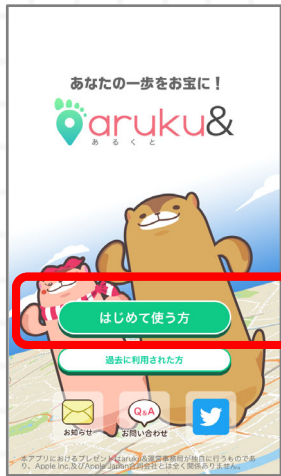 あなたの一歩をお宝に！
aruku&
あるくと
はじめて使う方
過去に利用された方
Q&A
お知らせ
お問い合わせ
本アプリにおけるプレゼントはaruku&運営事務局が独自に行うものであ
り、Apple Inc.及びApple Japan合同会社とは全く関係ありません。